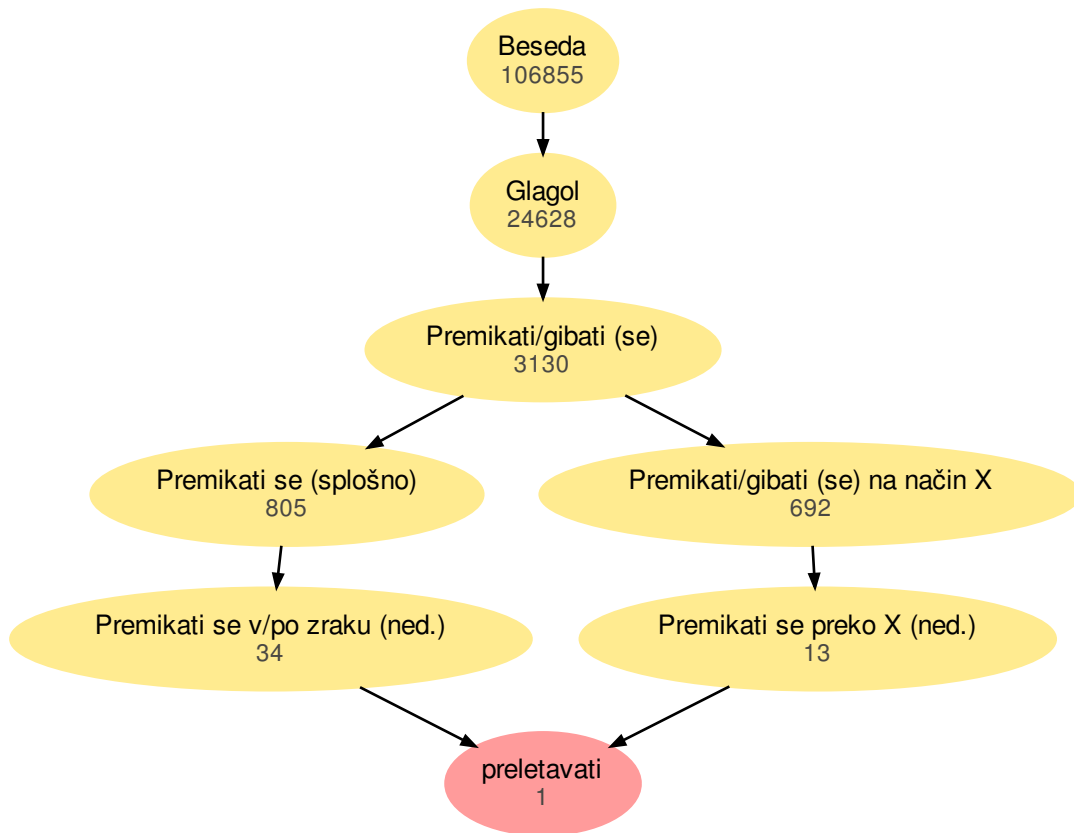 Beseda
106855
Glagol
24628
Premikati/gibati (se)
3130
Premikati se (splošno)
805
Premikati/gibati (se) na način X
692
Premikati se v/po zraku (ned.)
34
Premikati se preko X (ned.)
13
preletavati
1